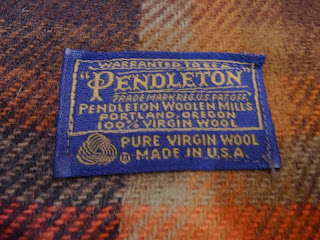 WARRANTED TO BE A
"PENDLETON"
TRADE MARK REG. U.S. PAT. OFF.
PENDLETON WOOLEN MILLS
PORTLAND, OREGON
100% VIRGIN WOOL
PURE VIRGIN WOOL
® MADE IN U.S.A.